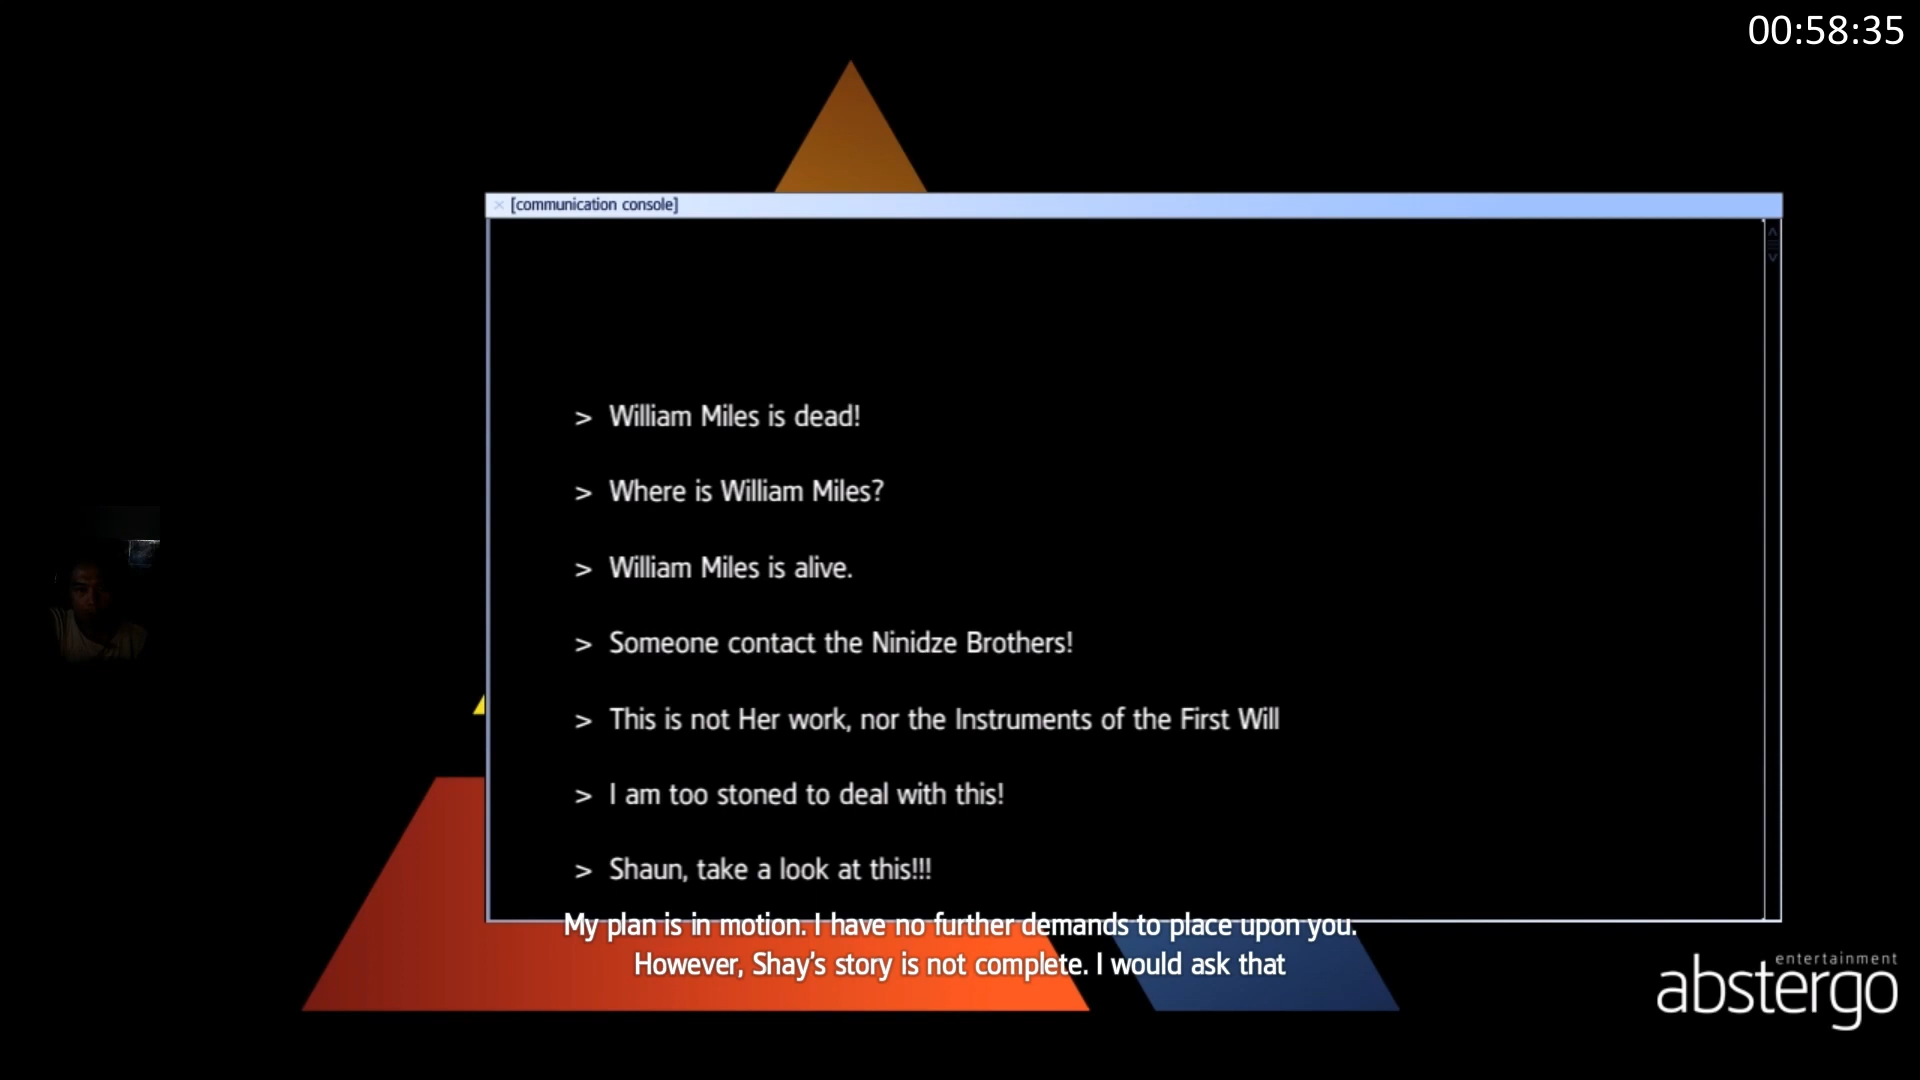 00:58:35
[communication console]
> William Miles is dead!
> Where is William Miles?
> William Miles is alive.
> Someone contact the Ninidze Brothers!
> This is not Her work, nor the Instruments of the First Will
> I am too stoned to deal with this!
> Shaun, take a look at this!!!
My plan is in motion. I have no further demands to place upon you.
However, Shay's story is not complete. I would ask that
entertainment
abstergo